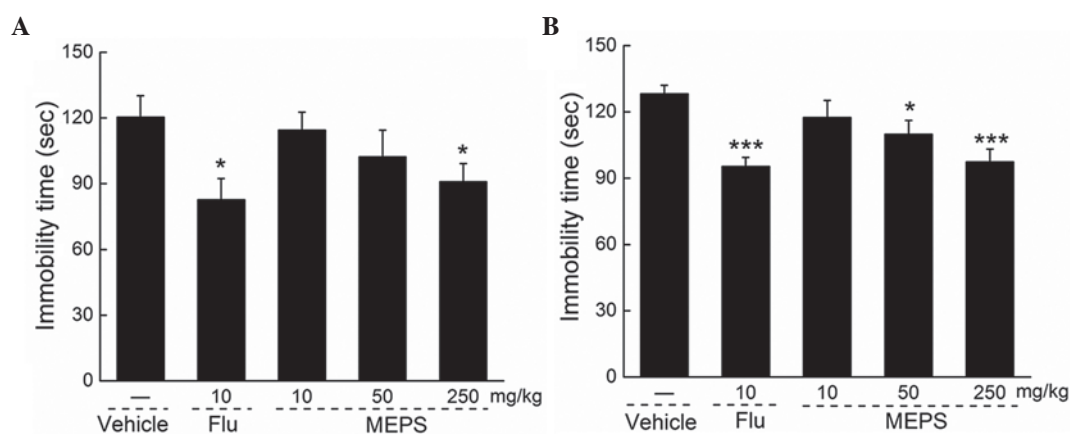 A
Immobility time (sec)
150
120
90
60
30
0
*
*
— 10 10 50 250 mg/kg
Vehicle Flu MEPS
B
Immobility time (sec)
150
120
90
60
30
0
***
*
***
— 10 10 50 250 mg/kg
Vehicle Flu MEPS